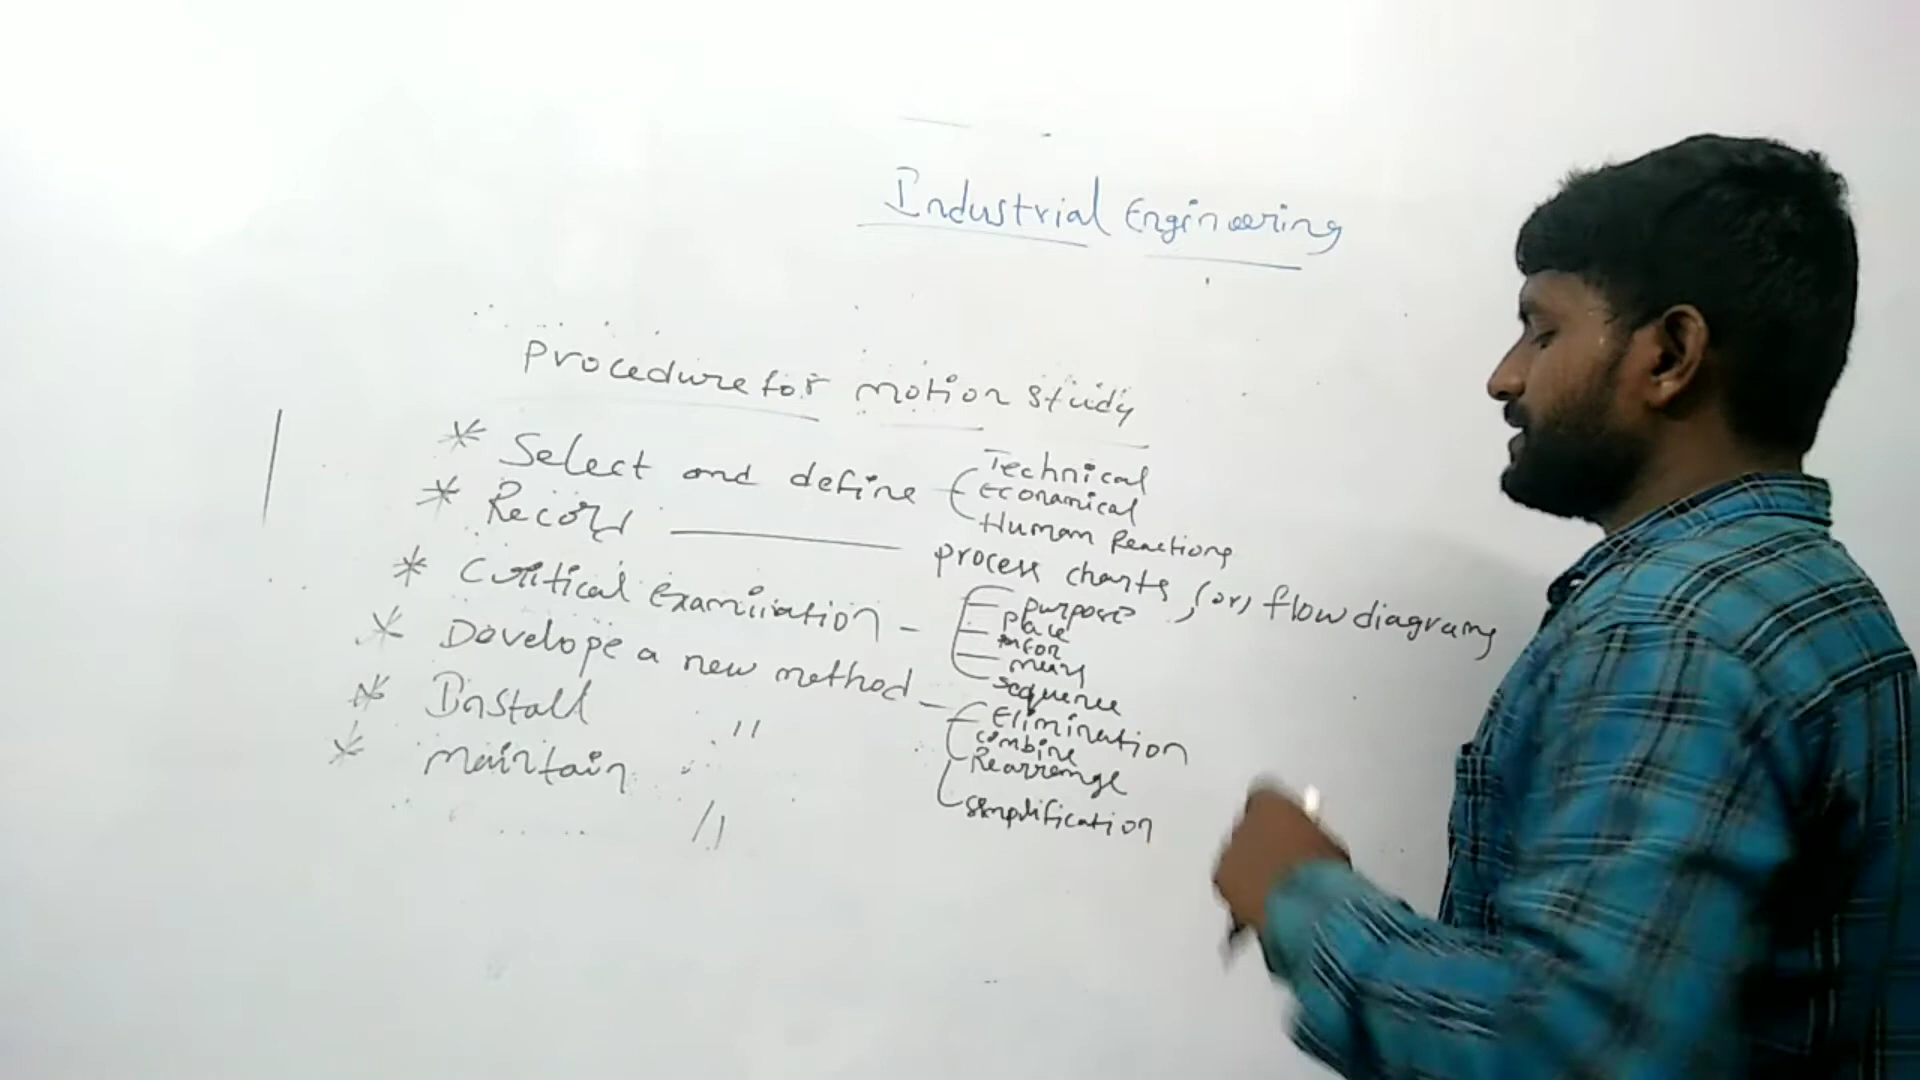 Industrial Engineering
Procedure for motion study
* Select and define
Technical
Economical
Human Reactions
* Record ——— process charts, (or) flow diagrams
* Critical Examination –
purpose
place
means
sequence
* Develope a new method –
Elimination
combine
Rearrange
simplification
* Install "
* maintain "